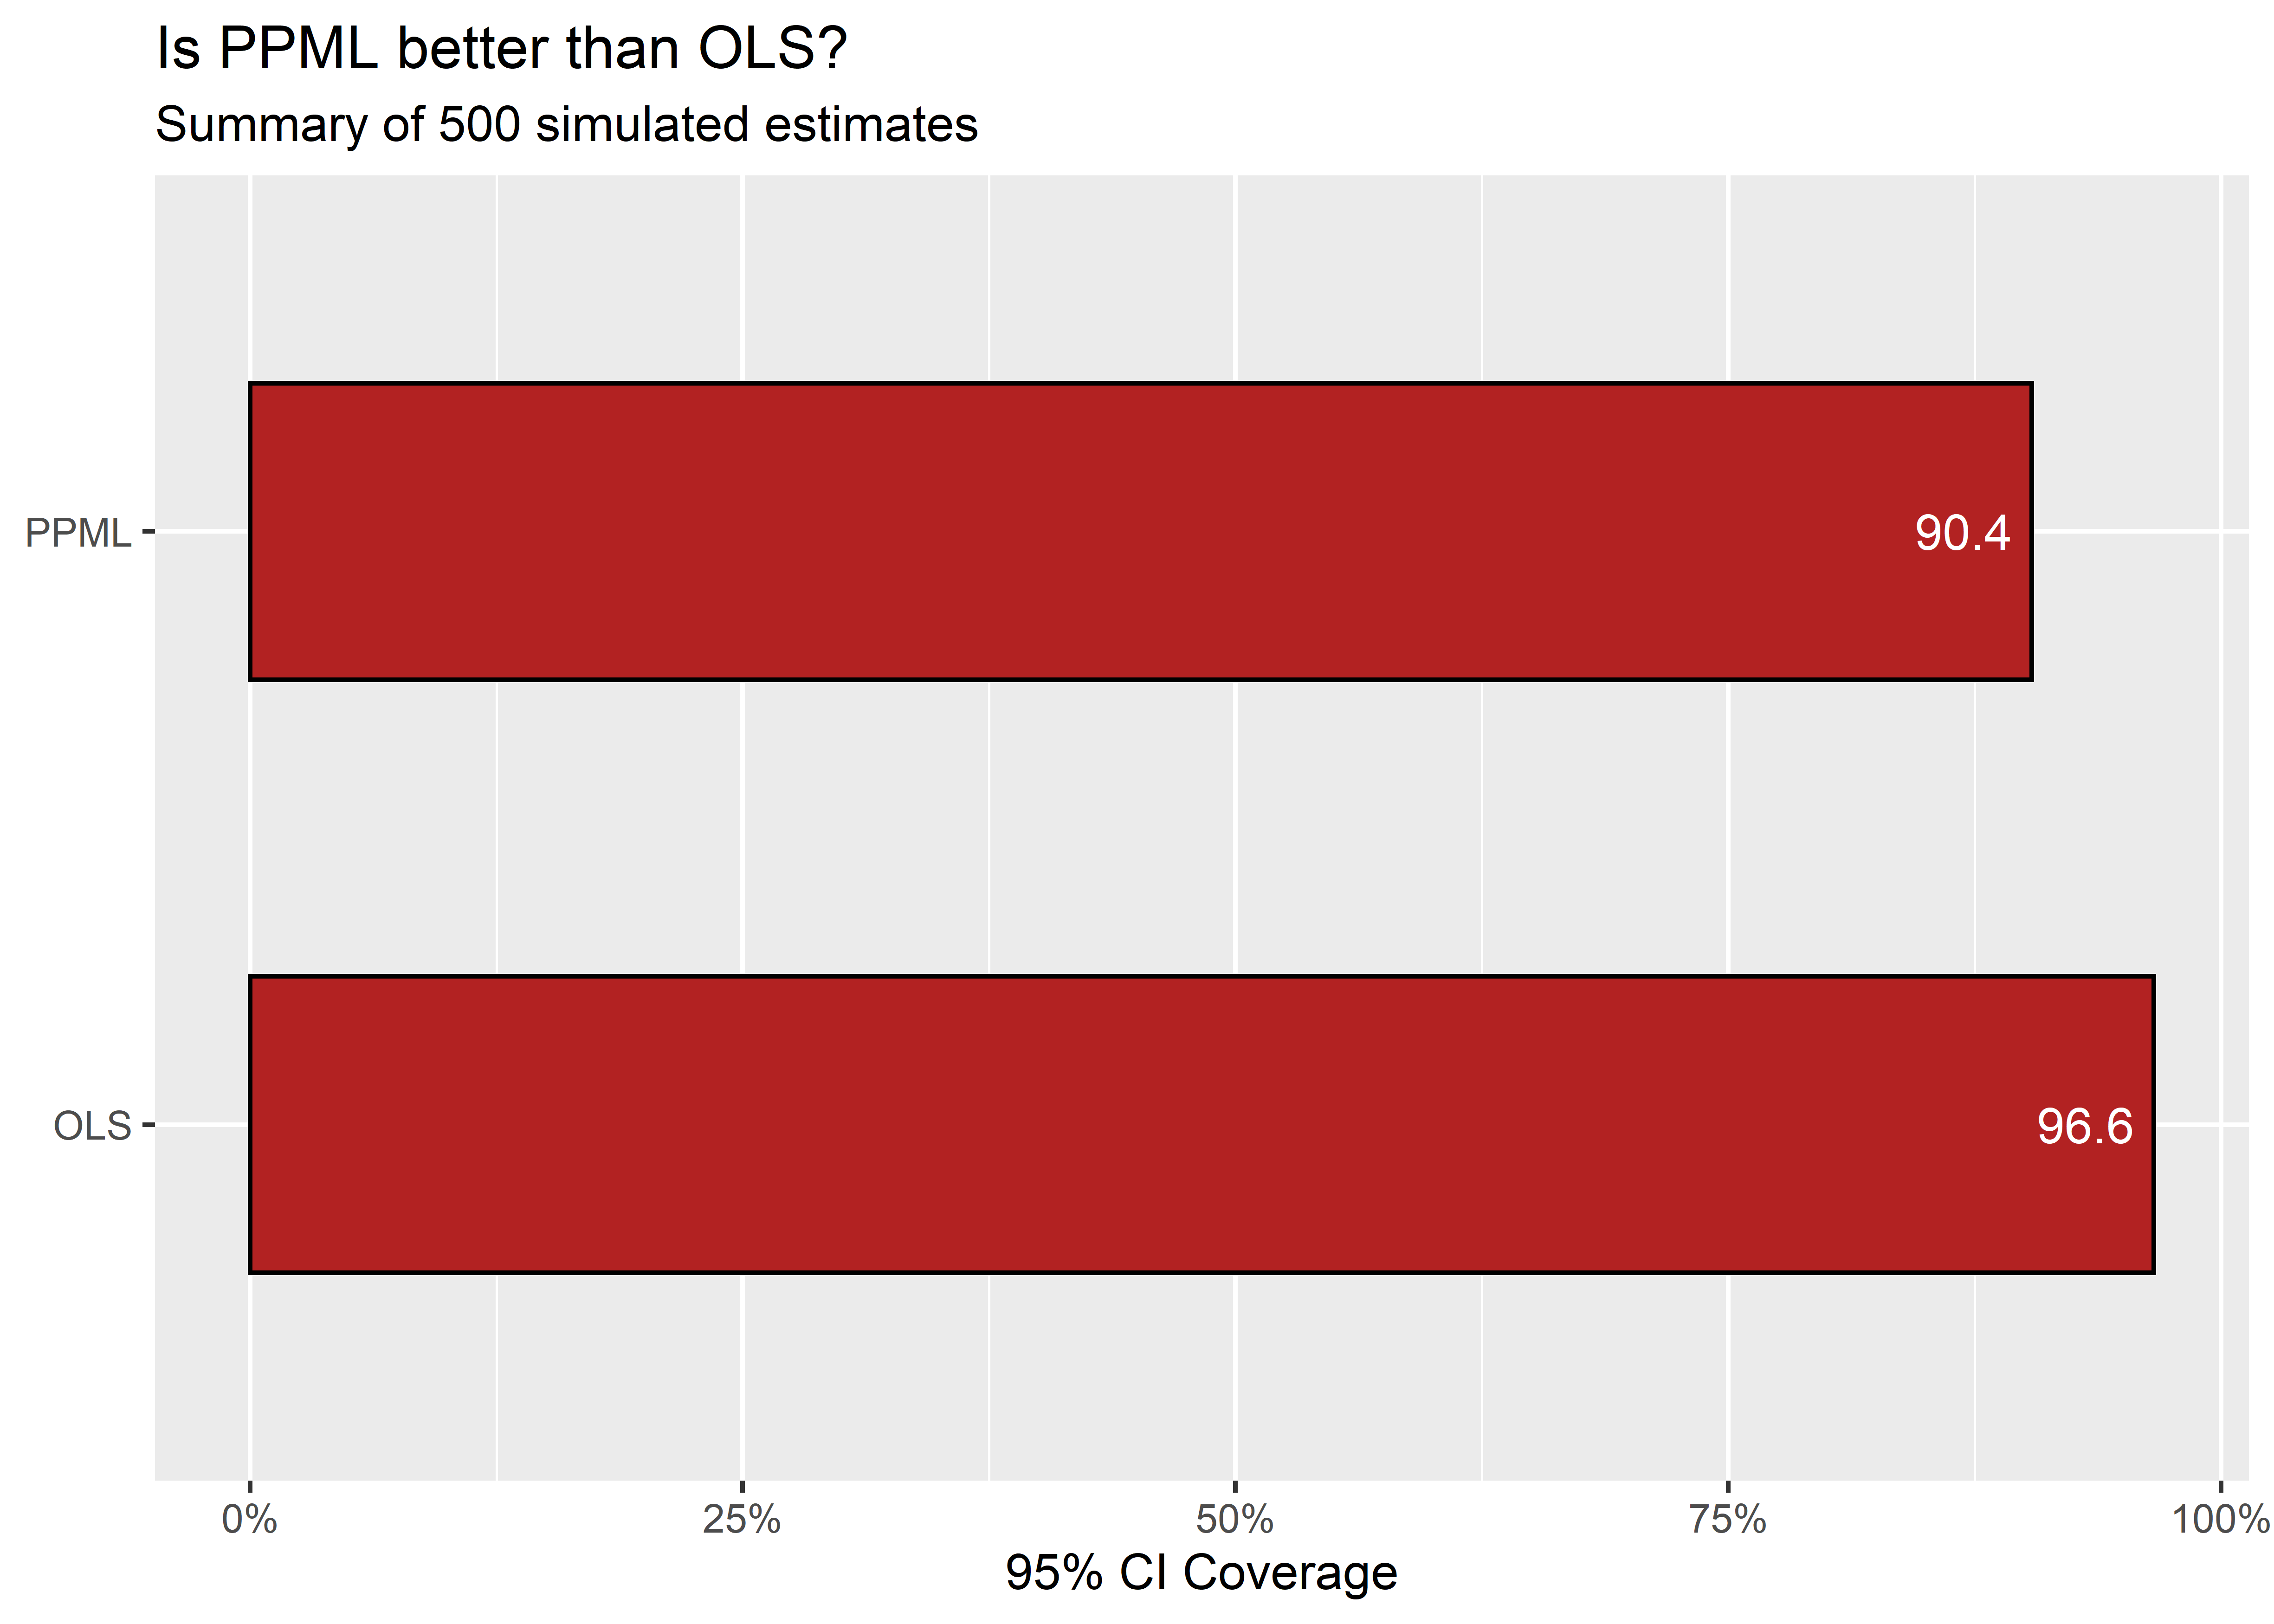 Is PPML better than OLS?
Summary of 500 simulated estimates
PPML
90.4
OLS
96.6
0% 25% 50% 75% 100%
95% CI Coverage